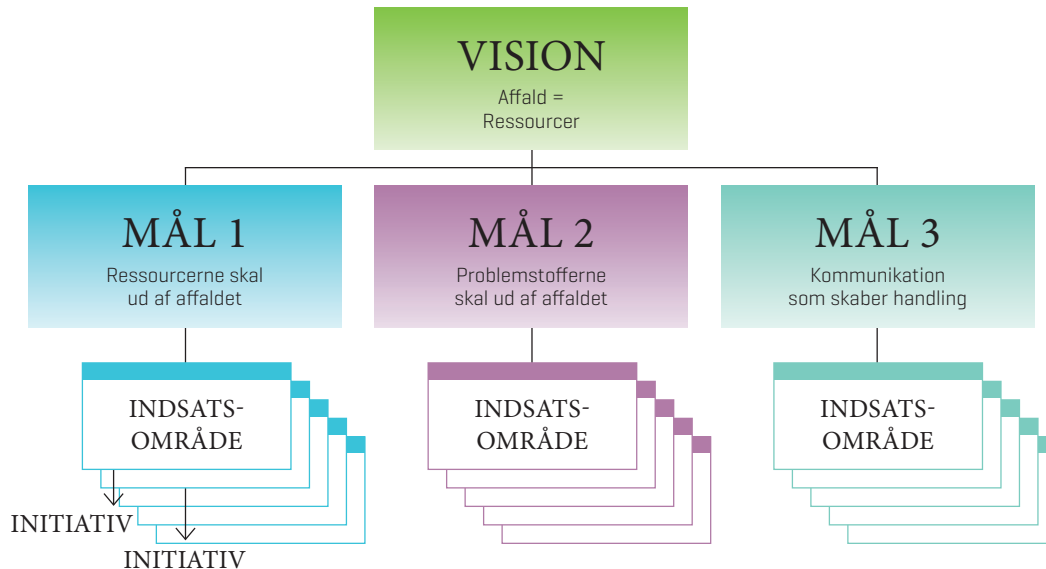 VISION
Affald =
Ressourcer
MÅL 1
Ressourcerne skal
ud af affaldet
MÅL 2
Problemstofferne
skal ud af affaldet
MÅL 3
Kommunikation
som skaber handling
INDSATS-
OMRÅDE
INDSATS-
OMRÅDE
INDSATS-
OMRÅDE
INITIATIV
INITIATIV